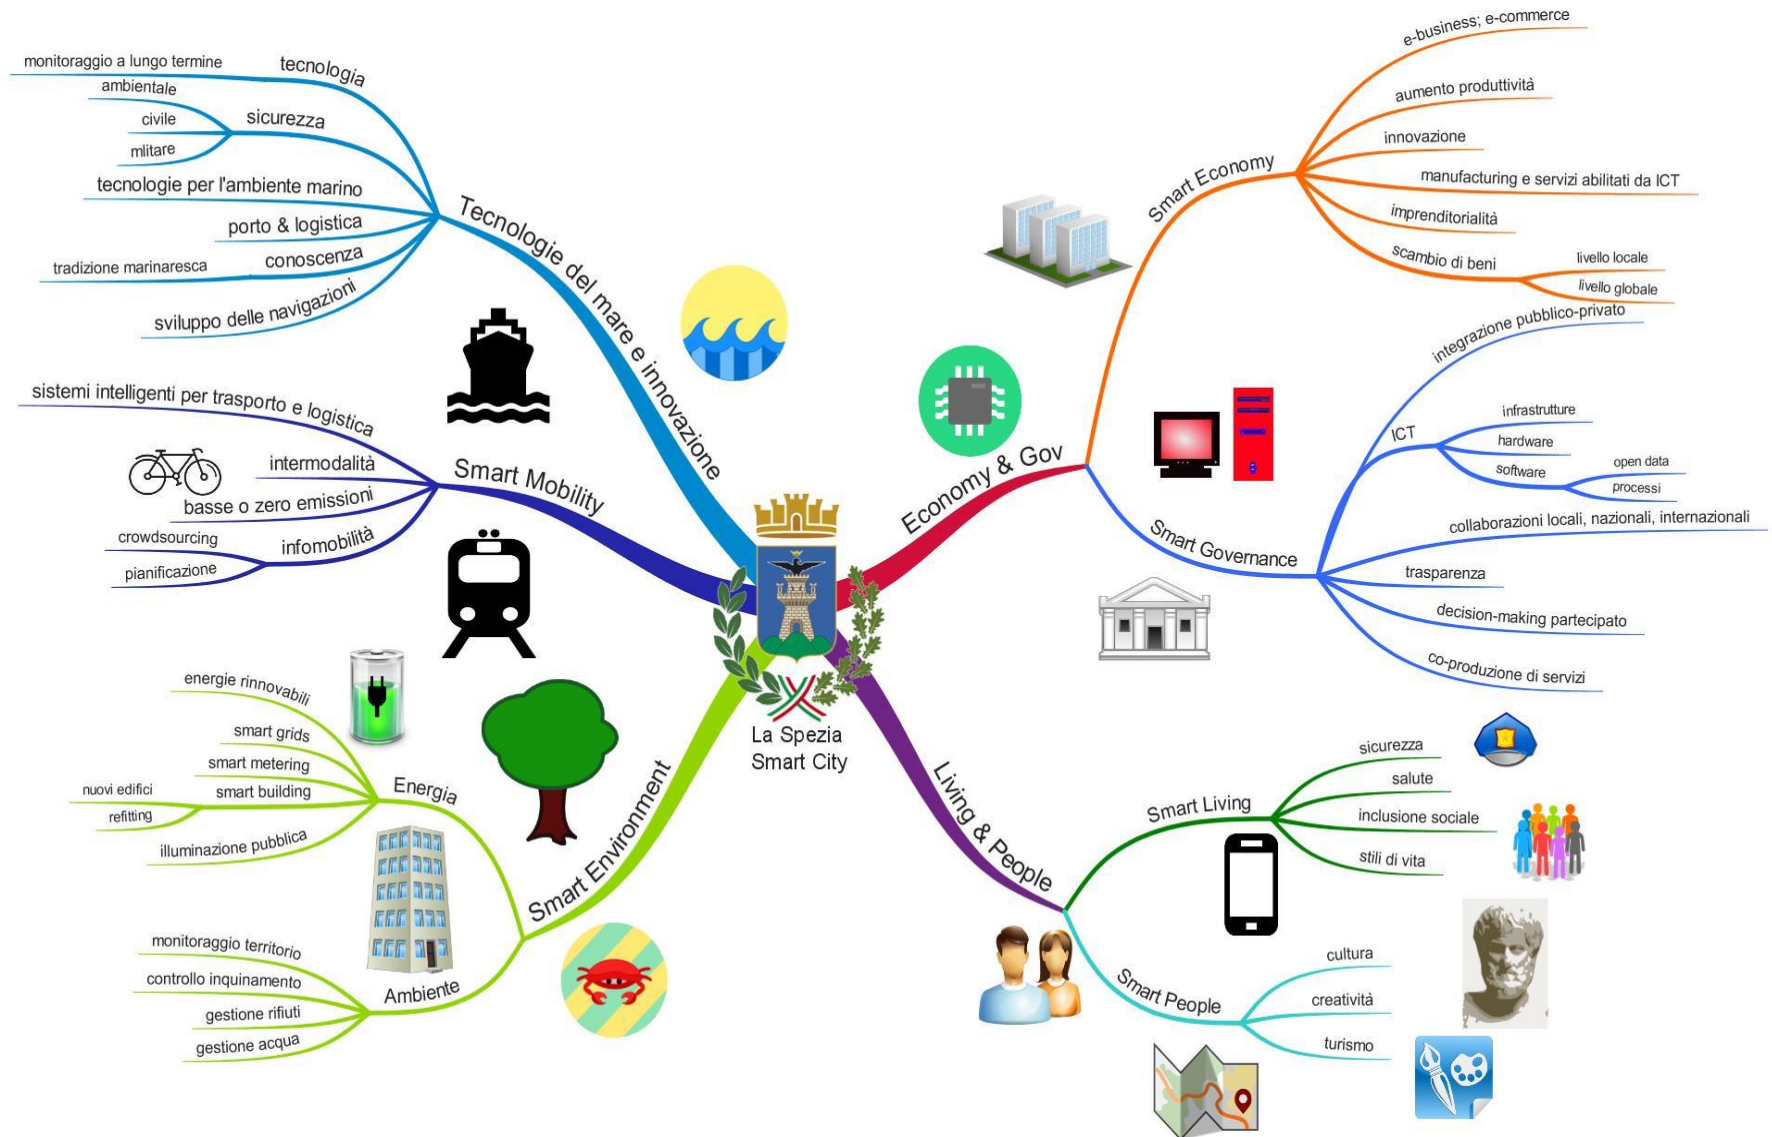 La Spezia
Smart City
Tecnologie del mare e innovazione
tecnologia
monitoraggio a lungo termine
sicurezza
ambientale
civile
mlitare
tecnologie per l'ambiente marino
porto & logistica
conoscenza
tradizione marinaresca
sviluppo delle navigazioni
Smart Mobility
sistemi intelligenti per trasporto e logistica
intermodalità
basse o zero emissioni
infomobilità
crowdsourcing
pianificazione
Smart Environment
Energia
energie rinnovabili
smart grids
smart metering
smart building
nuovi edifici
refitting
illuminazione pubblica
Ambiente
monitoraggio territorio
controllo inquinamento
gestione rifiuti
gestione acqua
Economy & Gov
Smart Economy
e-business; e-commerce
aumento produttività
innovazione
manufacturing e servizi abilitati da ICT
imprenditorialità
scambio di beni
livello locale
livello globale
Smart Governance
integrazione pubblico-privato
ICT
infrastrutture
hardware
software
open data
processi
collaborazioni locali, nazionali, internazionali
trasparenza
decision-making partecipato
co-produzione di servizi
Living & People
Smart Living
sicurezza
salute
inclusione sociale
stili di vita
Smart People
cultura
creatività
turismo